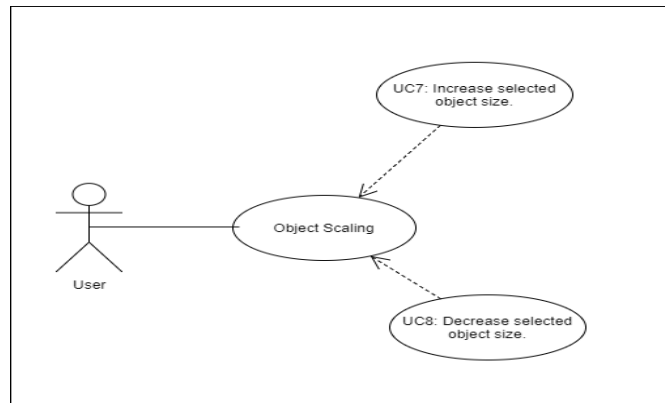 UC7: Increase selected
object size.
Object Scaling
User
UC8: Decrease selected
object size.